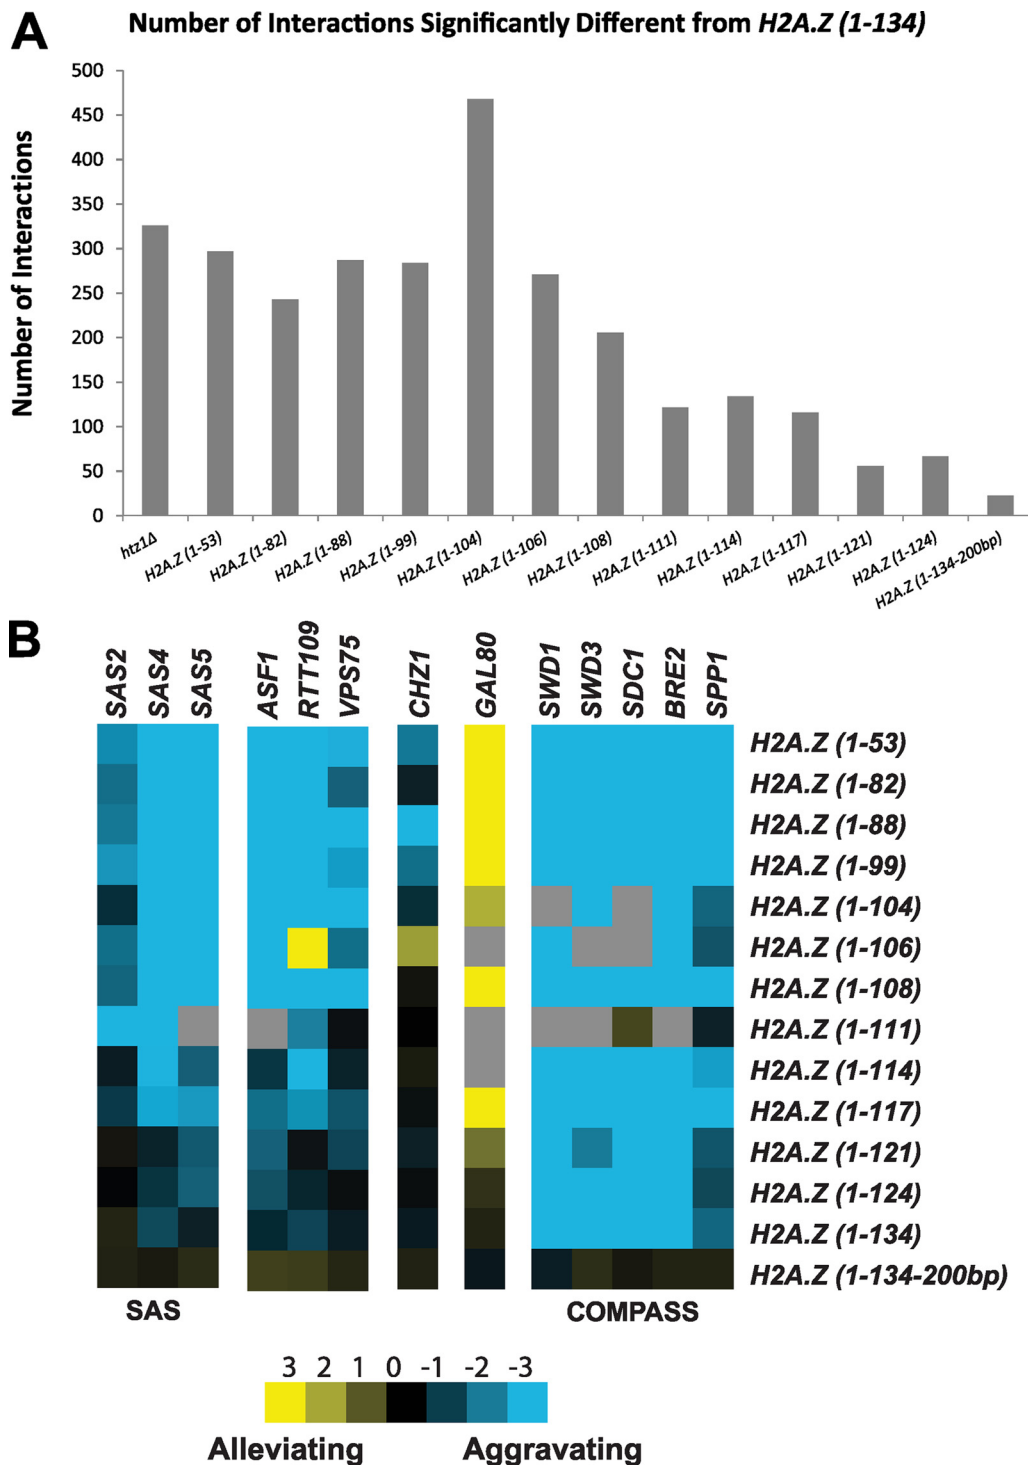 A
Number of Interactions Significantly Different from H2A.Z (1-134)
Number of Interactions
500
450
400
350
300
250
200
150
100
50
0
htz1Δ
H2A.Z (1-53)
H2A.Z (1-82)
H2A.Z (1-88)
H2A.Z (1-99)
H2A.Z (1-104)
H2A.Z (1-106)
H2A.Z (1-108)
H2A.Z (1-111)
H2A.Z (1-114)
H2A.Z (1-117)
H2A.Z (1-121)
H2A.Z (1-124)
H2A.Z (1-134-200bp)
B
SAS2
SAS4
SAS5
ASF1
RTT109
VPS75
CHZ1
GAL80
SWD1
SWD3
SDC1
BRE2
SPP1
H2A.Z (1-53)
H2A.Z (1-82)
H2A.Z (1-88)
H2A.Z (1-99)
H2A.Z (1-104)
H2A.Z (1-106)
H2A.Z (1-108)
H2A.Z (1-111)
H2A.Z (1-114)
H2A.Z (1-117)
H2A.Z (1-121)
H2A.Z (1-124)
H2A.Z (1-134)
H2A.Z (1-134-200bp)
SAS
COMPASS
3 2 1 0 -1 -2 -3
Alleviating Aggravating